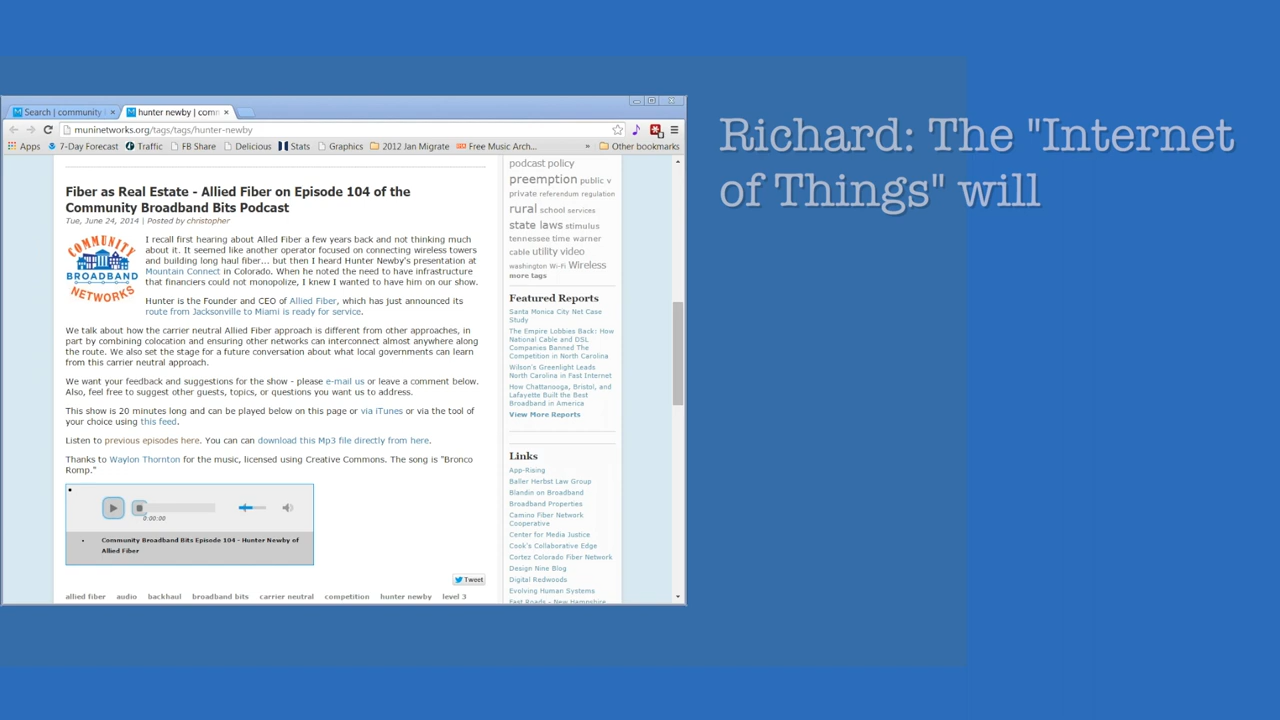 Search | community
hunter newby | comm
muninetworks.org/tags/tags/hunter-newby
Apps 7-Day Forecast Traffic FB Share Delicious Stats Graphics 2012 Jan Migrate Free Music Arch... » Other bookmarks
Fiber as Real Estate - Allied Fiber on Episode 104 of the
Community Broadband Bits Podcast
Tue, June 24, 2014 | Posted by christopher
COMMUNITY
BROADBAND
NETWORKS
I recall first hearing about Allied Fiber a few years back and not thinking much
about it. It seemed like another operator focused on connecting wireless towers
and building long haul fiber... but then I heard Hunter Newby's presentation at
Mountain Connect in Colorado. When he noted the need to have infrastructure
that financiers could not monopolize, I knew I wanted to have him on our show.
Hunter is the Founder and CEO of Allied Fiber, which has just announced its
route from Jacksonville to Miami is ready for service.
We talk about how the carrier neutral Allied Fiber approach is different from other approaches, in
part by combining colocation and ensuring other networks can interconnect almost anywhere along
the route. We also set the stage for a future conversation about what local governments can learn
from this carrier neutral approach.
We want your feedback and suggestions for the show - please e-mail us or leave a comment below.
Also, feel free to suggest other guests, topics, or questions you want us to address.
This show is 20 minutes long and can be played below on this page or via iTunes or via the tool of
your choice using this feed.
Listen to previous episodes here. You can can download this Mp3 file directly from here.
Thanks to Waylon Thornton for the music, licensed using Creative Commons. The song is "Bronco
Romp."
0:00:00
Community Broadband Bits Episode 104 - Hunter Newby of
Allied Fiber
Tweet
allied fiber audio backhaul broadband bits carrier neutral competition hunter newby level 3
podcast policy
preemption public v
private referendum regulation
rural school services
state laws stimulus
tennessee time warner
cable utility video
washington Wi-Fi Wireless
more tags
Featured Reports
Santa Monica City Net Case
Study
The Empire Lobbies Back: How
National Cable and DSL
Companies Banned The
Competition in North Carolina
Wilson's Greenlight Leads
North Carolina in Fast Internet
How Chattanooga, Bristol, and
Lafayette Built the Best
Broadband in America
View More Reports
Links
App-Rising
Baller Herbst Law Group
Blandin on Broadband
Broadband Properties
Camino Fiber Network
Cooperative
Center for Media Justice
Cook's Collaborative Edge
Cortez Colorado Fiber Network
Design Nine Blog
Digital Redwoods
Evolving Human Systems
Fast Roads - New Hampshire
Richard: The "Internet
of Things" will